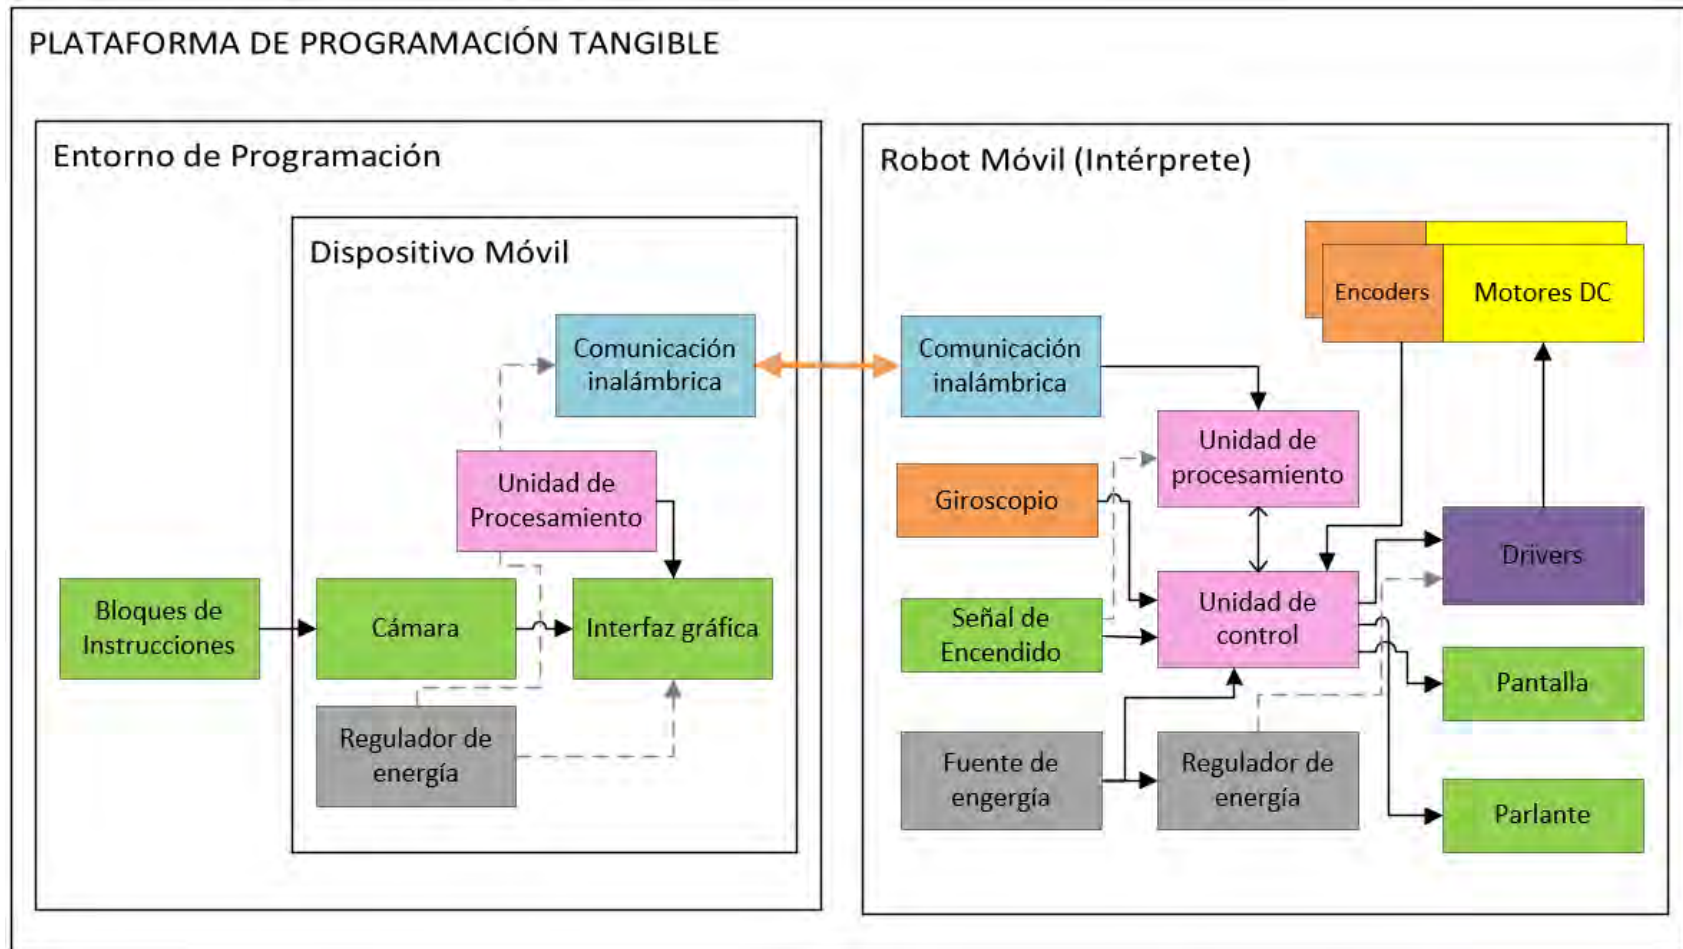 PLATAFORMA DE PROGRAMACIÓN TANGIBLE
Entorno de Programación
Dispositivo Móvil
Comunicación
inalámbrica
Unidad de
Procesamiento
Bloques de
Instrucciones
Cámara
Interfaz gráfica
Regulador de
energía
Robot Móvil (Intérprete)
Encoders
Motores DC
Comunicación
inalámbrica
Unidad de
procesamiento
Giroscopio
Drivers
Señal de
Encendido
Unidad de
control
Pantalla
Fuente de
engergía
Regulador de
energía
Parlante